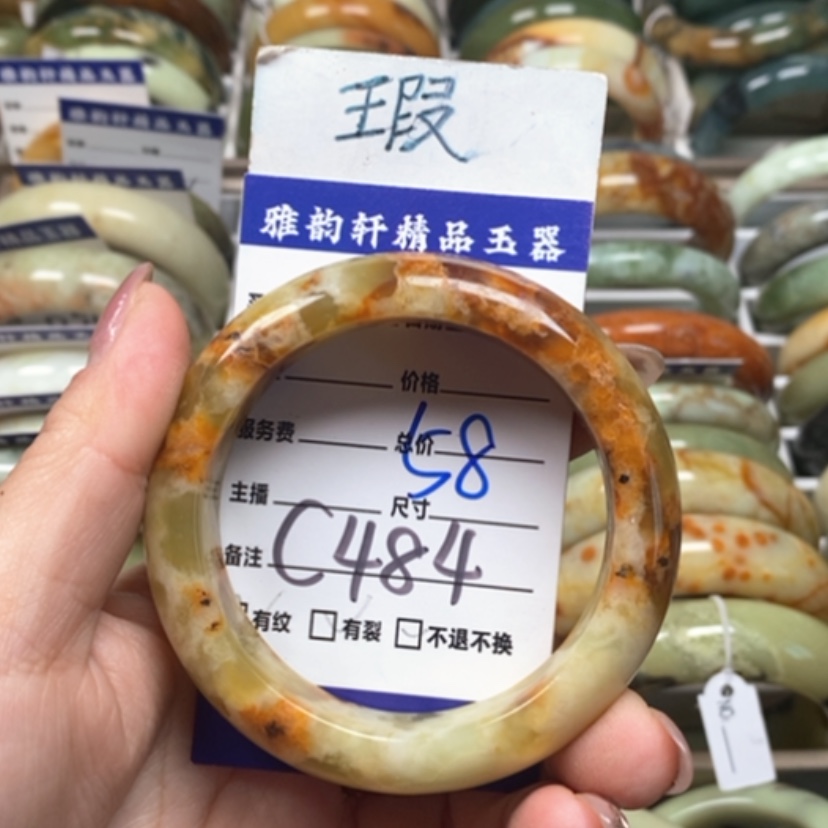 瑕
雅韵轩精品玉器
价格
服务费 总价 58
主播 尺寸
备注 C484
有纹 □有裂 □不退不换